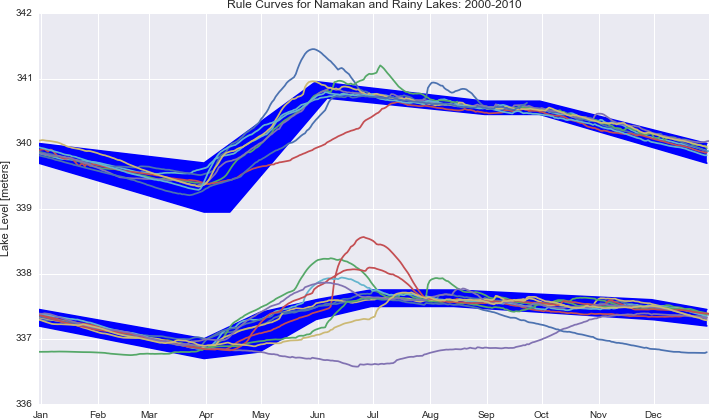 Rule Curves for Namakan and Rainy Lakes: 2000-2010
342
341
340
339
338
337
336
Lake Level [meters]
Jan Feb Mar Apr May Jun Jul Aug Sep Oct Nov Dec